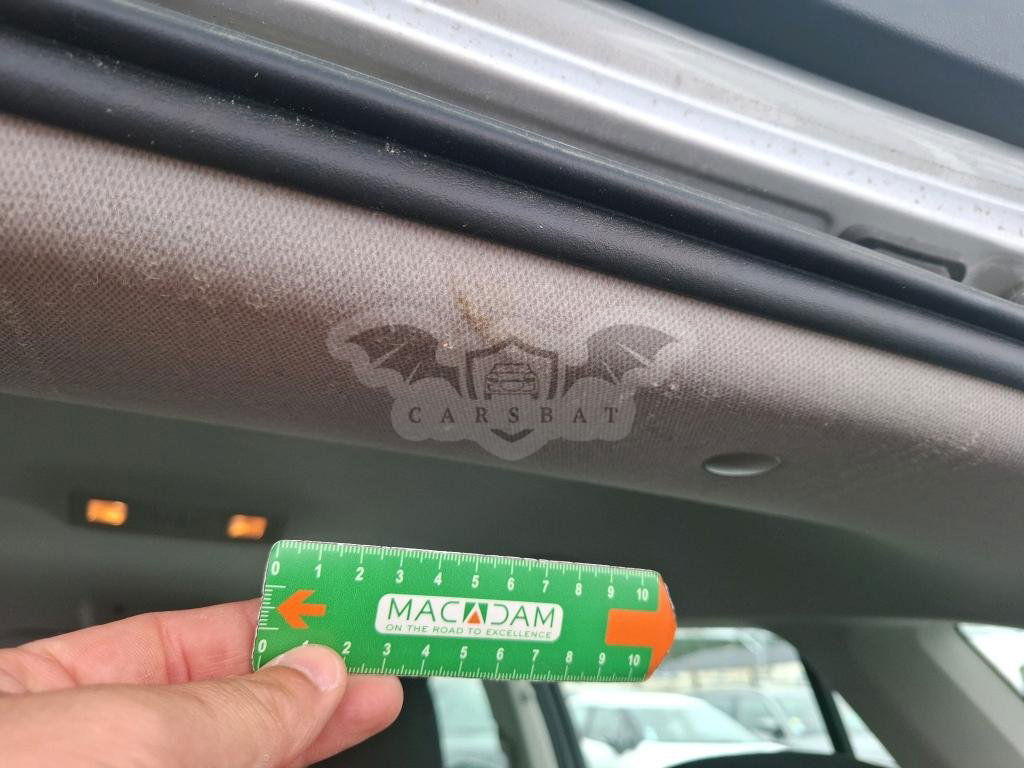 CARSBAT
0 1 2 3 4 5 6 7 8 9 10
MACADAM
ON THE ROAD TO EXCELLENCE
0 1 2 3 4 5 6 7 8 9 10